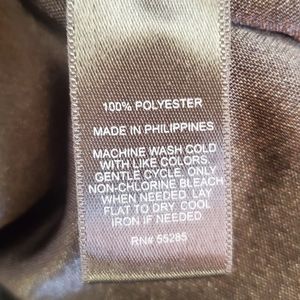 100% POLYESTER
MADE IN PHILIPPINES
MACHINE WASH COLD
WITH LIKE COLORS.
GENTLE CYCLE. ONLY
NON-CHLORINE BLEACH
WHEN NEEDED. LAY
FLAT TO DRY. COOL
IRON IF NEEDED.
RN# 55285